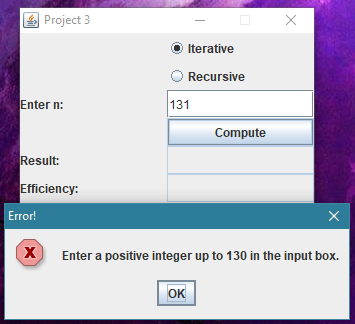 Project 3
Iterative
Recursive
Enter n:
131
Compute
Result:
Efficiency:
Error!
Enter a positive integer up to 130 in the input box.
OK